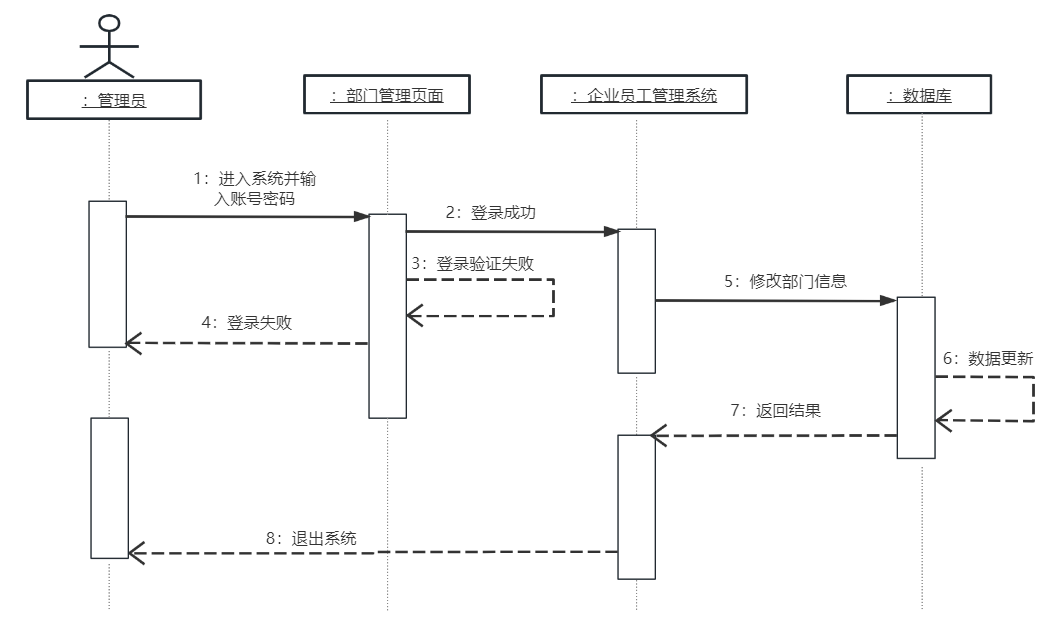 ：管理员
：部门管理页面
：企业员工管理系统
：数据库
1：进入系统并输
入账号密码
2：登录成功
3：登录验证失败
5：修改部门信息
4：登录失败
6：数据更新
7：返回结果
8：退出系统